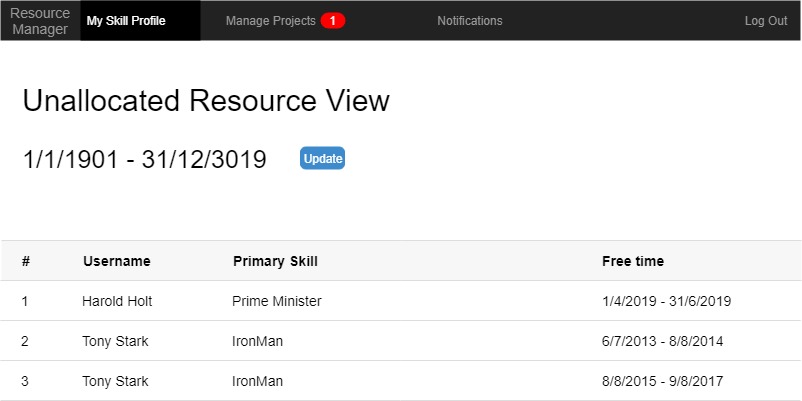 Resource Manager My Skill Profile Manage Projects 1 Notifications Log Out
Unallocated Resource View
1/1/1901 - 31/12/3019 Update
# Username Primary Skill Free time
1 Harold Holt Prime Minister 1/4/2019 - 31/6/2019
2 Tony Stark IronMan 6/7/2013 - 8/8/2014
3 Tony Stark IronMan 8/8/2015 - 9/8/2017